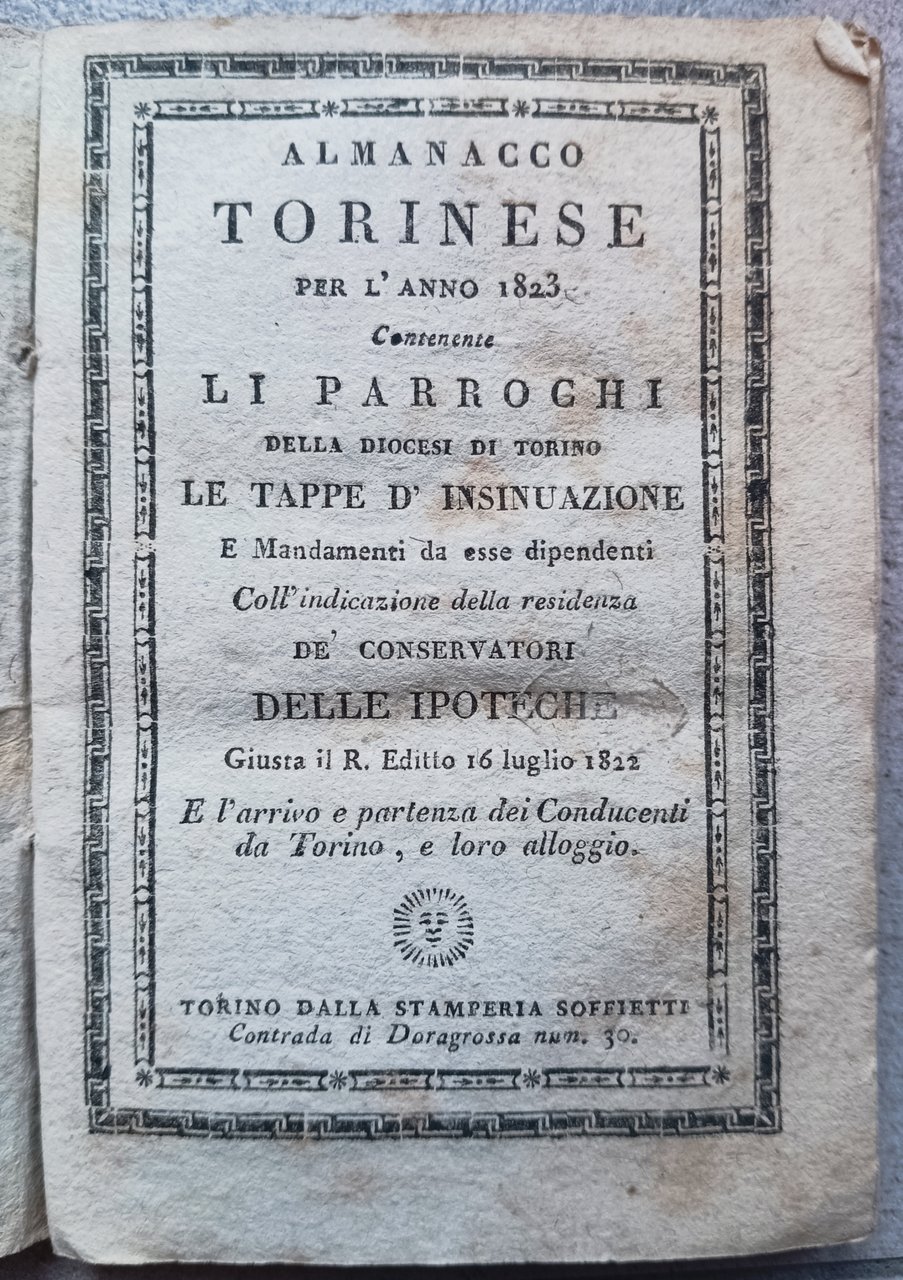 ALMANACCO
TORINESE
PER L' ANNO 1823
Contenente
LI PARROCHI
DELLA DIOCESI DI TORINO
LE TAPPE D' INSINUAZIONE
E Mandamenti da esse dipendenti
Coll'indicazione della residenza
DE' CONSERVATORI
DELLE IPOTECHE
Giusta il R. Editto 16 luglio 1822
E l'arrivo e partenza dei Conducenti
da Torino, e loro alloggio.
TORINO DALLA STAMPERIA SOFFIETTI
Contrada di Doragrossa num. 30.